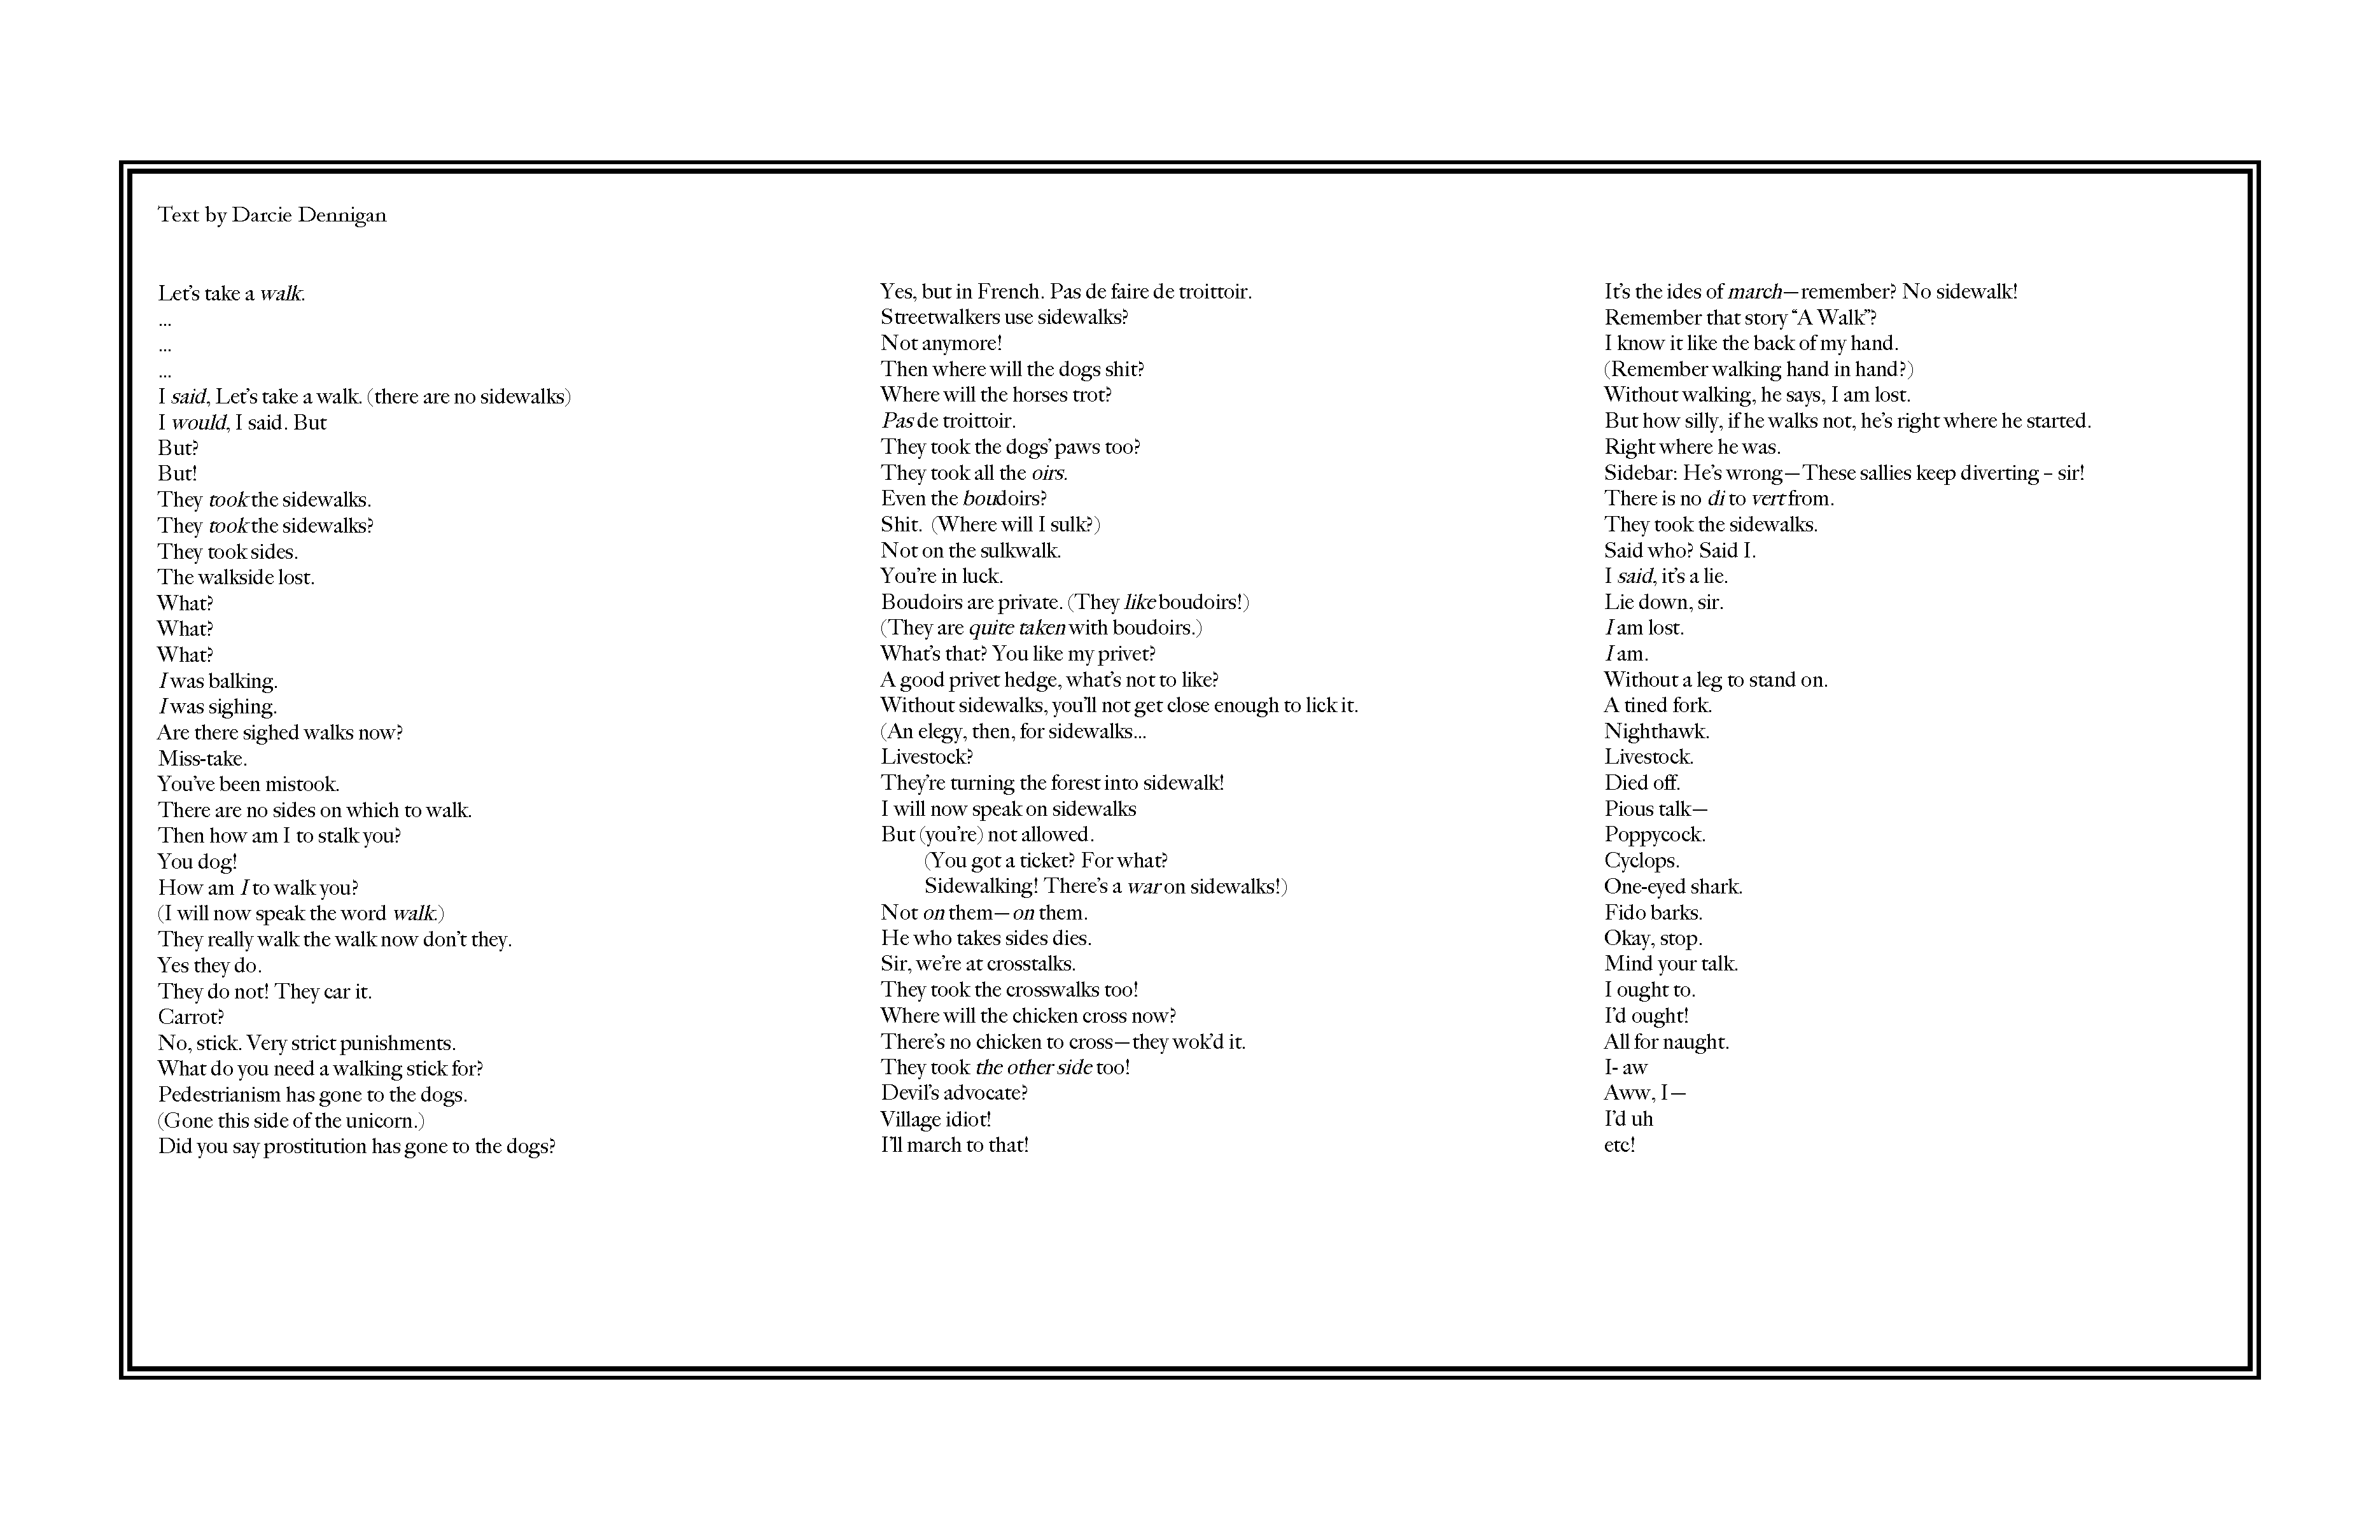 Text by Darcie Dennigan
Let's take a walk.
...
...
...
I said, Let's take a walk. (there are no sidewalks)
I would, I said. But
But?
But!
They took the sidewalks.
They took the sidewalks?
They took sides.
The walkside lost.
What?
What?
What?
I was balking.
I was sighing.
Are there sighed walks now?
Miss-take.
You've been mistook.
There are no sides on which to walk.
Then how am I to stalk you?
You dog!
How am I to walk you?
(I will now speak the word walk.)
They really walk the walk now don't they.
Yes they do.
They do not! They car it.
Carrot?
No, stick. Very strict punishments.
What do you need a walking stick for?
Pedestrianism has gone to the dogs.
(Gone this side of the unicorn.)
Did you say prostitution has gone to the dogs?
Yes, but in French. Pas de faire de troittoir.
Streetwalkers use sidewalks?
Not anymore!
Then where will the dogs shit?
Where will the horses trot?
Pas de troittoir.
They took the dogs' paws too?
They took all the oirs.
Even the boudoirs?
Shit. (Where will I sulk?)
Not on the sulkwalk.
You're in luck.
Boudoirs are private. (They like boudoirs!)
(They are quite taken with boudoirs.)
What's that? You like my privet?
A good privet hedge, what's not to like?
Without sidewalks, you'll not get close enough to lick it.
(An elegy, then, for sidewalks...
Livestock?
They're turning the forest into sidewalk!
I will now speak on sidewalks
But (you're) not allowed.
(You got a ticket? For what?
Sidewalking! There's a war on sidewalks!)
Not on them—on them.
He who takes sides dies.
Sir, we're at crosstalks.
They took the crosswalks too!
Where will the chicken cross now?
There's no chicken to cross—they wok'd it.
They took the other side too!
Devil's advocate?
Village idiot!
I'll march to that!
It's the ides of march—remember? No sidewalk!
Remember that story “A Walk”?
I know it like the back of my hand.
(Remember walking hand in hand?)
Without walking, he says, I am lost.
But how silly, if he walks not, he's right where he started.
Right where he was.
Sidebar: He's wrong—These sallies keep diverting – sir!
There is no di to vert from.
They took the sidewalks.
Said who? Said I.
I said, it's a lie.
Lie down, sir.
I am lost.
I am.
Without a leg to stand on.
A tined fork.
Nighthawk.
Livestock.
Died off.
Pious talk—
Poppycock.
Cyclops.
One-eyed shark.
Fido barks.
Okay, stop.
Mind your talk.
I ought to.
I'd ought!
All for naught.
I- aw
Aww, I—
I'd uh
etc!